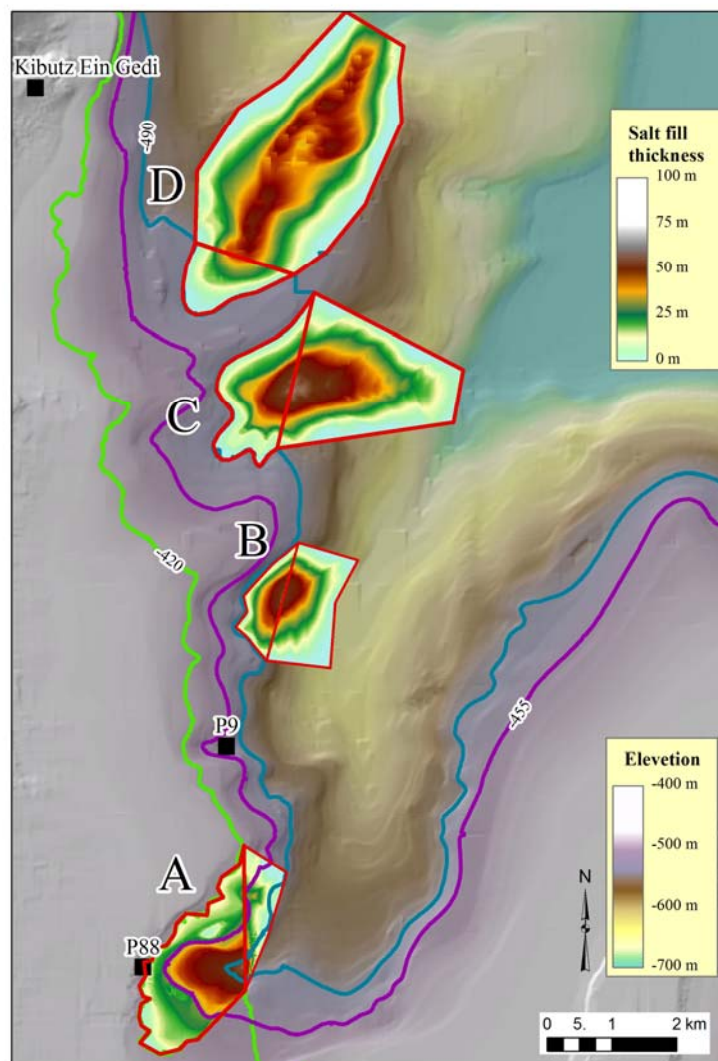 Kibutz Ein Gedi
-490
D
Salt fill
thickness
100 m
75 m
50 m
25 m
0 m
C
B
-420
-455
P9
Elevetion
-400 m
-500 m
-600 m
-700 m
A
N
P88
0 5. 1 2 km